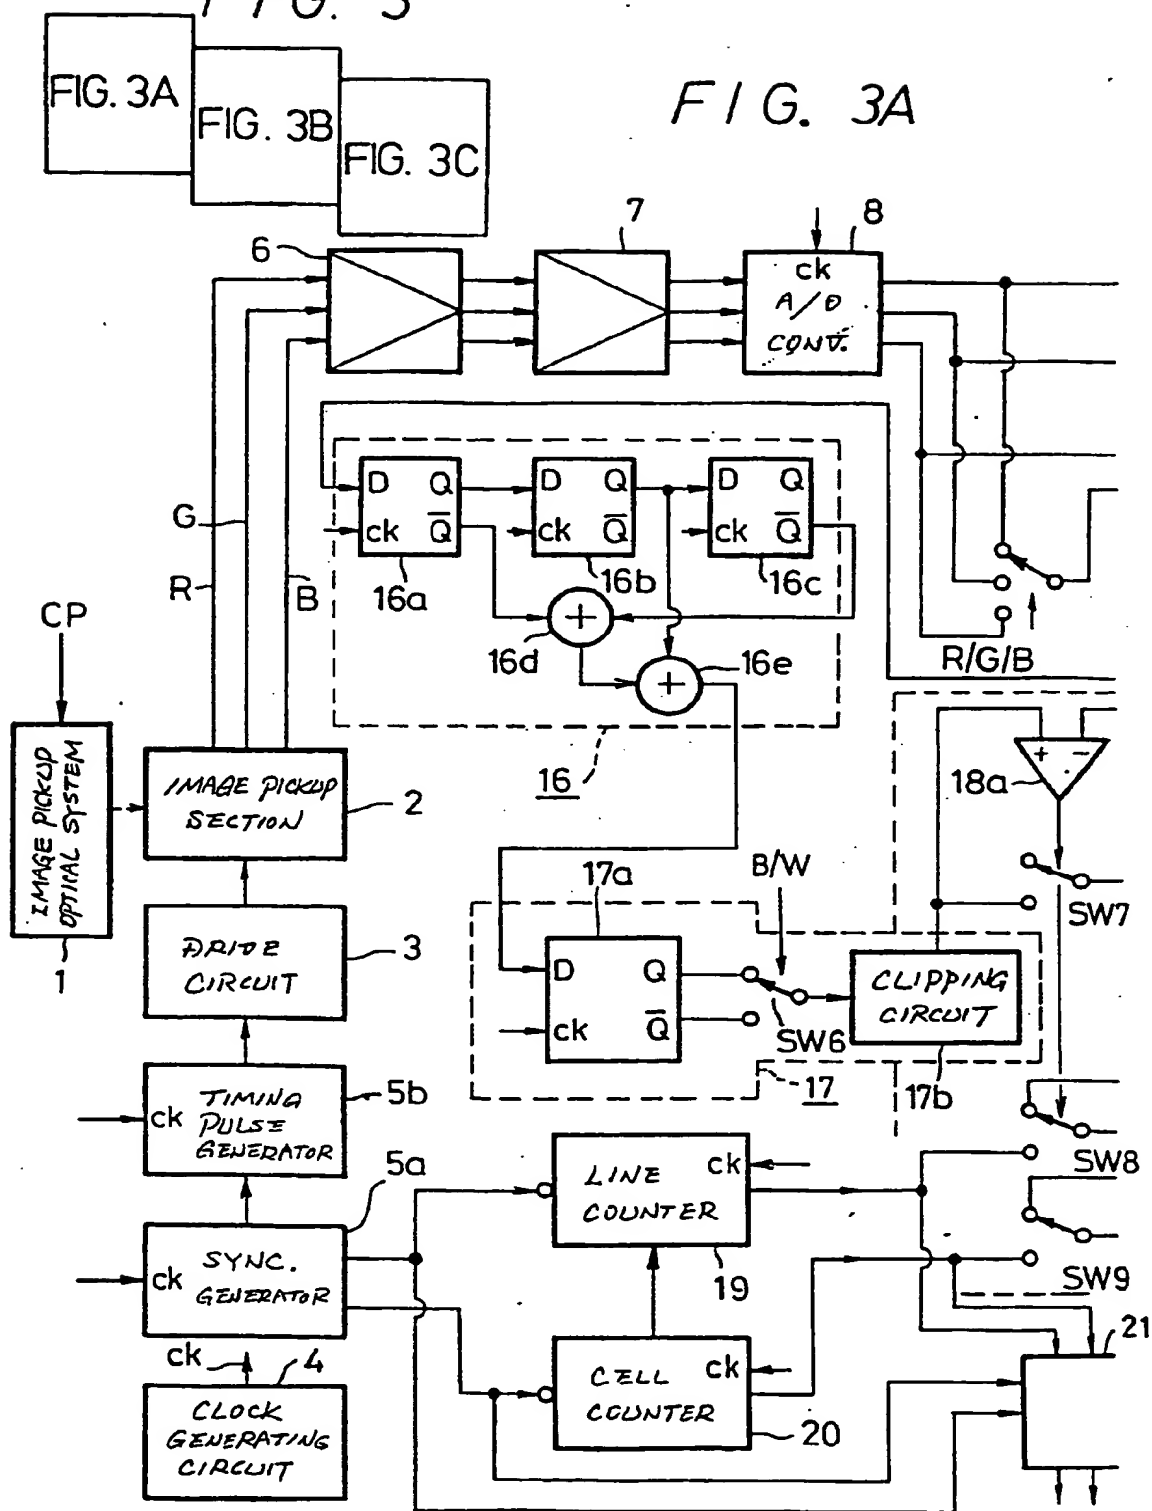 FIG. 3
FIG. 3A
FIG. 3B
FIG. 3C
FIG. 3A
6
7
8
ck
A/D
CONV.
G
R
B
D Q
ck Q̅
16a
D Q
ck Q̅
16b
D Q
ck Q̅
16c
+
16d
+
16e
16
R/G/B
CP
IMAGE PICKUP
OPTICAL SYSTEM
1
IMAGE PICKUP
SECTION
2
+ −
18a
SW7
17a
B/W
D Q
ck Q̅
SW6
CLIPPING
CIRCUIT
17b
17
DRIDE
CIRCUIT
3
ck
TIMING
PULSE
GENERATOR
5b
5a
ck
SYNC.
GENERATOR
ck
LINE
COUNTER
19
SW8
SW9
ck
CELL
COUNTER
20
21
ck
4
CLOCK
GENERATING
CIRCUIT